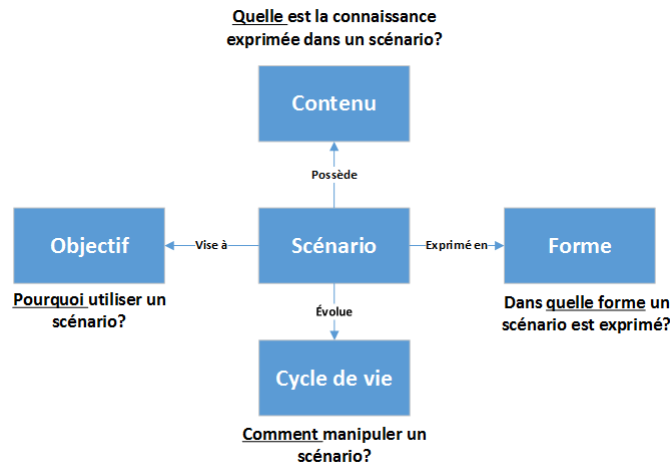 Quelle est la connaissance
exprimée dans un scénario?
Contenu
Possède
Objectif
Vise à
Scénario
Exprimé en
Forme
Pourquoi utiliser un
scénario?
Dans quelle forme un
scénario est exprimé?
Évolue
Cycle de vie
Comment manipuler un
scénario?